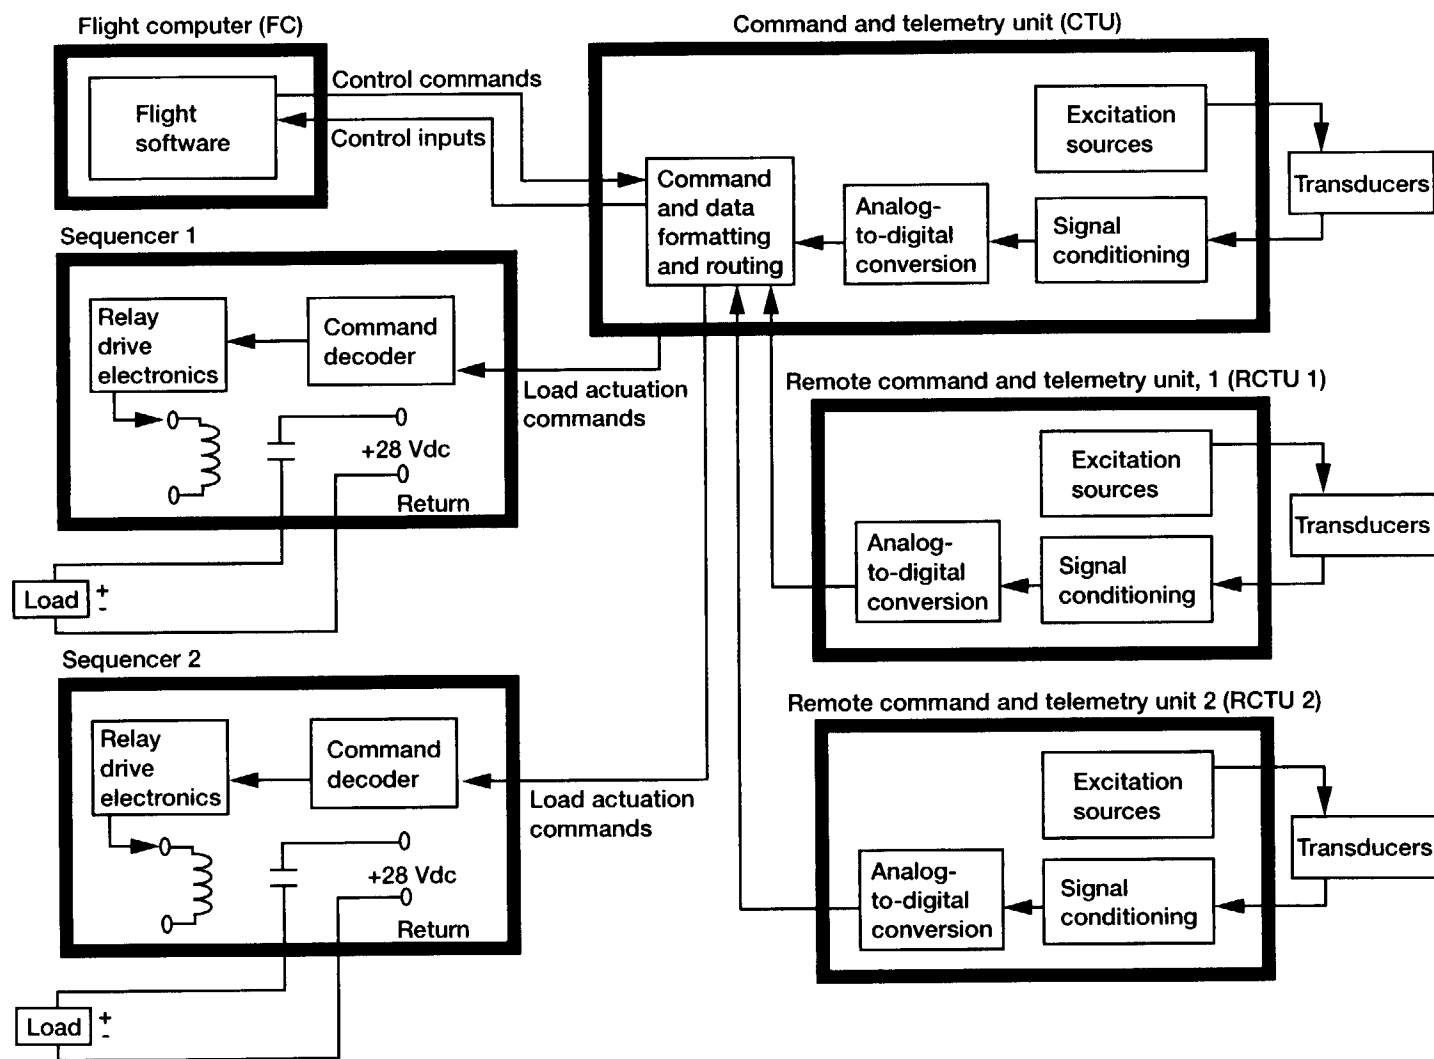 Flight computer (FC)
Flight
software
Control commands
Control inputs
Command and telemetry unit (CTU)
Excitation
sources
Transducers
Command
and data
formatting
and routing
Analog-
to-digital
conversion
Signal
conditioning
Sequencer 1
Relay
drive
electronics
Command
decoder
Load actuation
commands
+28 Vdc
Return
Load
+
-
Remote command and telemetry unit, 1 (RCTU 1)
Excitation
sources
Transducers
Analog-
to-digital
conversion
Signal
conditioning
Sequencer 2
Relay
drive
electronics
Command
decoder
Load actuation
commands
+28 Vdc
Return
Load
+
-
Remote command and telemetry unit 2 (RCTU 2)
Excitation
sources
Transducers
Analog-
to-digital
conversion
Signal
conditioning